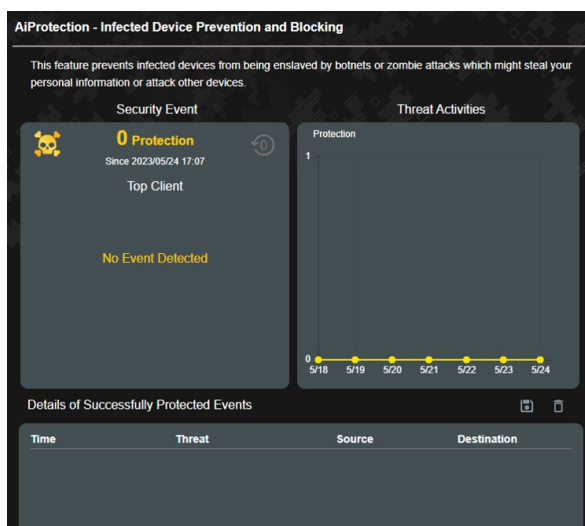 AiProtection - Infected Device Prevention and Blocking
This feature prevents infected devices from being enslaved by botnets or zombie attacks which might steal your
personal information or attack other devices.
Security Event
0 Protection
0
Since 2023/05/24 17:07
Top Client
No Event Detected
Threat Activities
Protection
1
0
5/18 5/19 5/20 5/21 5/22 5/23 5/24
Details of Successfully Protected Events
Time Threat Source Destination